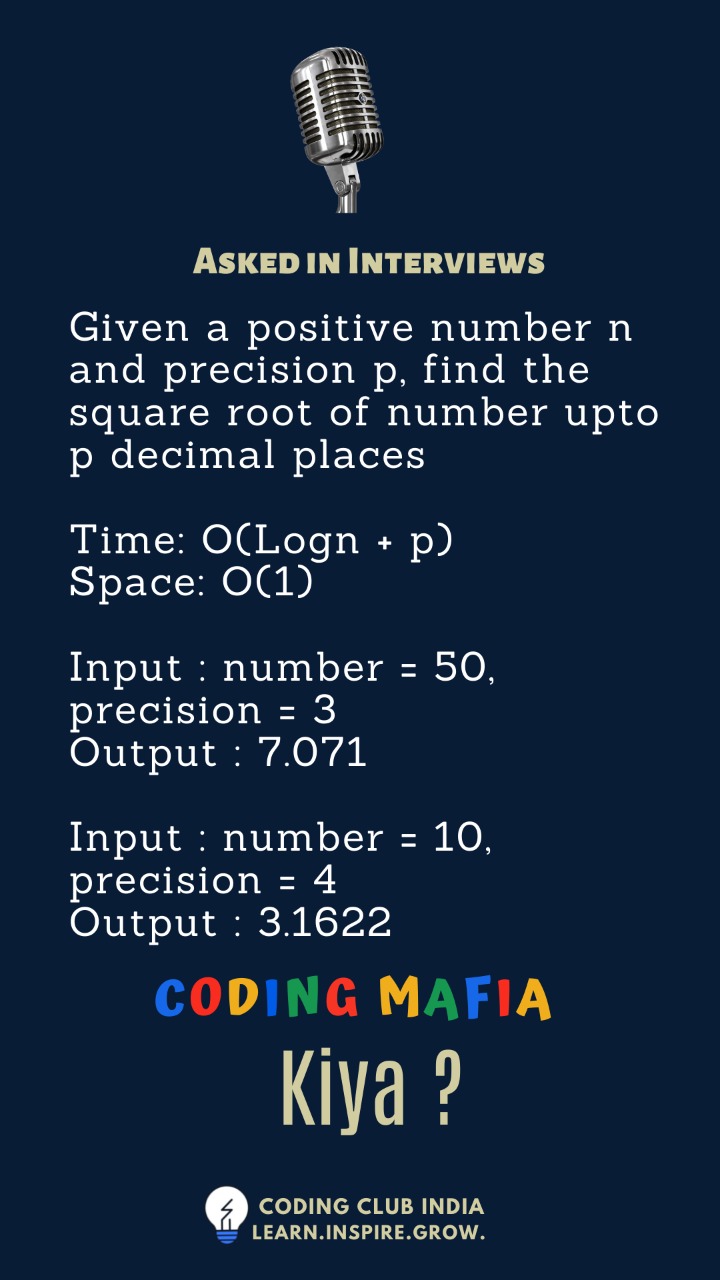 Asked in Interviews
Given a positive number n
and precision p, find the
square root of number upto
p decimal places
Time: O(Logn + p)
Space: O(1)
Input : number = 50,
precision = 3
Output : 7.071
Input : number = 10,
precision = 4
Output : 3.1622
CODING MAFIA
Kiya ?
CODING CLUB INDIA
LEARN.INSPIRE.GROW.